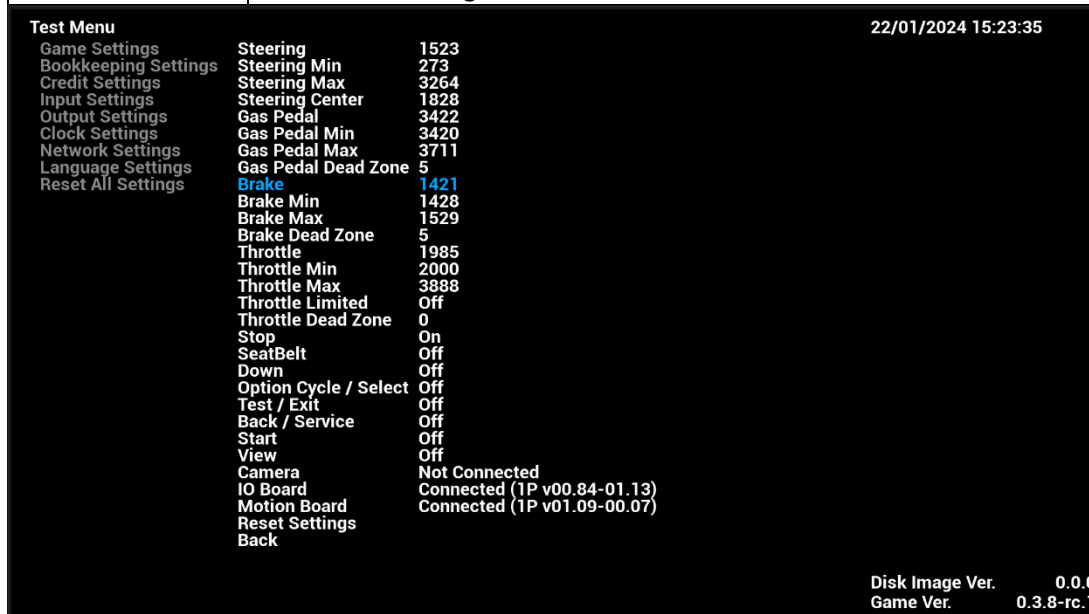 Test Menu 22/01/2024 15:23:35
Game Settings Steering 1523
Bookkeeping Settings Steering Min 273
Credit Settings Steering Max 3264
Input Settings Steering Center 1828
Output Settings Gas Pedal 3422
Clock Settings Gas Pedal Min 3420
Network Settings Gas Pedal Max 3711
Language Settings Gas Pedal Dead Zone 5
Reset All Settings Brake 1421
Brake Min 1428
Brake Max 1529
Brake Dead Zone 5
Throttle 1985
Throttle Min 2000
Throttle Max 3888
Throttle Limited Off
Throttle Dead Zone 0
Stop On
SeatBelt Off
Down Off
Option Cycle / Select Off
Test / Exit Off
Back / Service Off
Start Off
View Off
Camera Not Connected
IO Board Connected (1P v00.84-01.13)
Motion Board Connected (1P v01.09-00.07)
Reset Settings
Back
Disk Image Ver.
Game Ver.